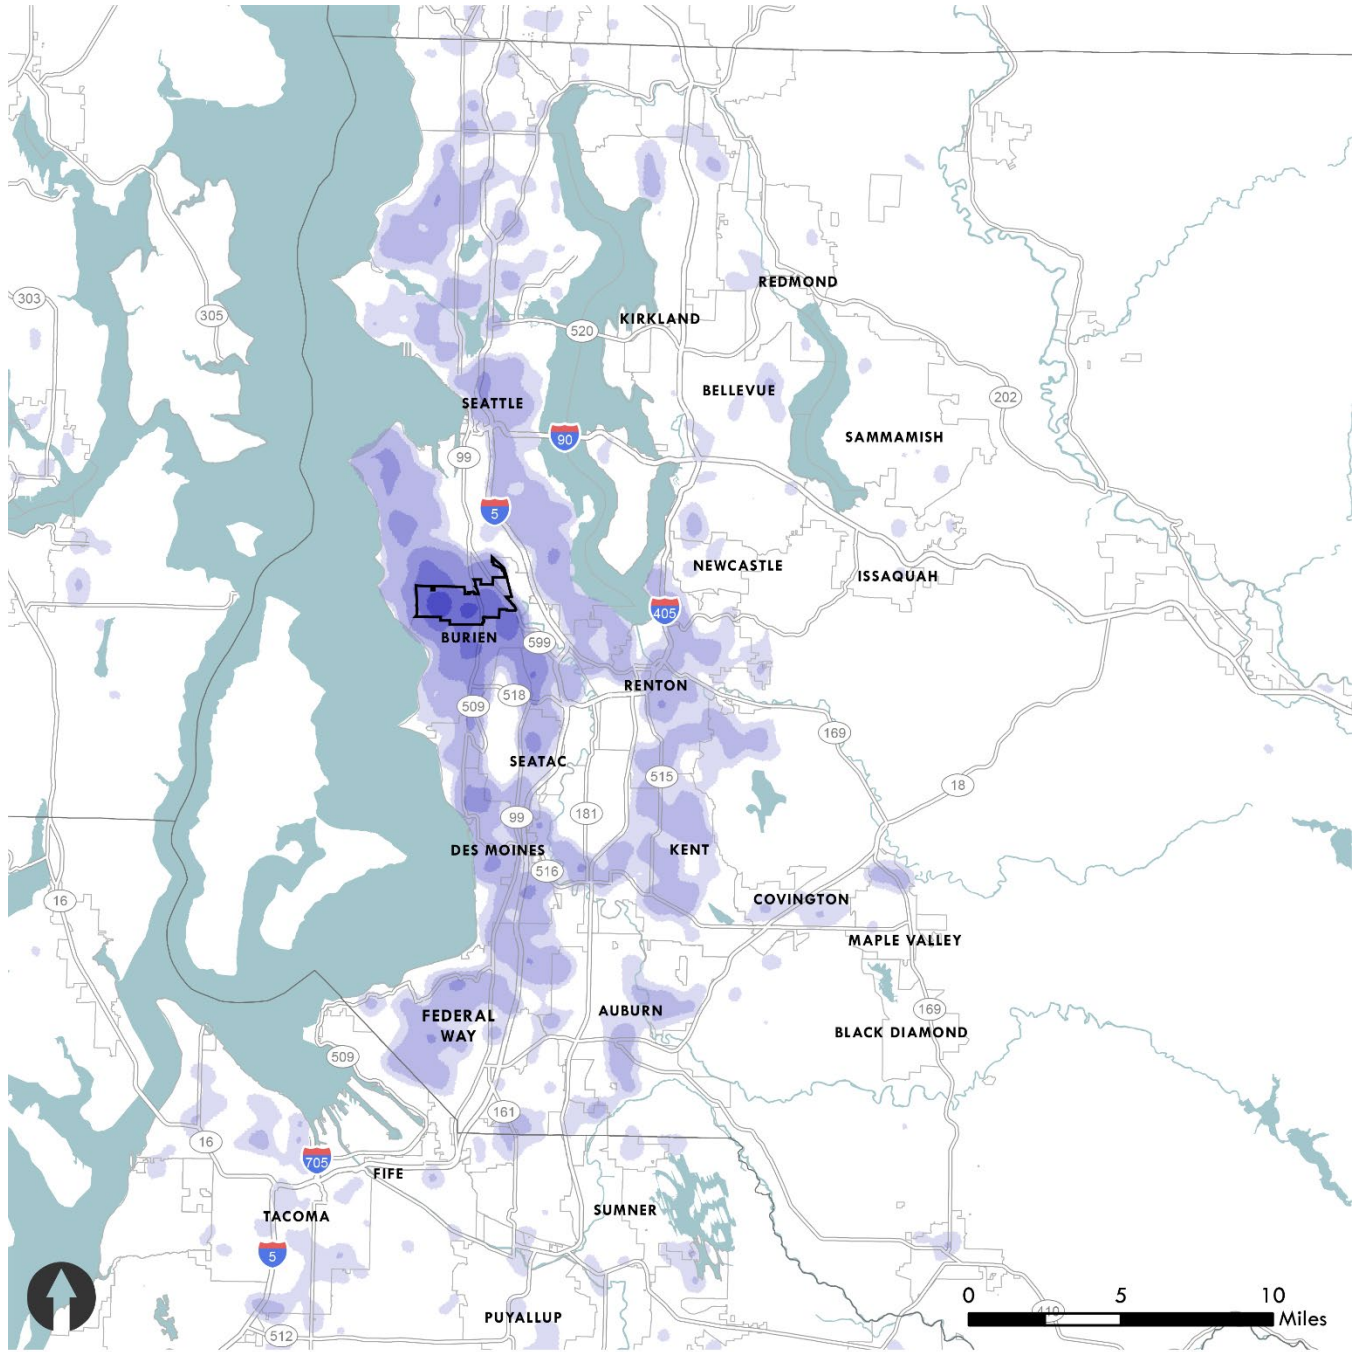 REDMOND
303
305
KIRKLAND
520
BELLEVUE
202
SEATTLE
SAMMAMISH
90
99
5
NEWCASTLE
ISSAQUAH
405
BURIEN
599
RENTON
518
509
169
SEATAC
515
18
99
181
DES MOINES
KENT
516
16
COVINGTON
MAPLE VALLEY
169
FEDERAL
WAY
AUBURN
BLACK DIAMOND
509
161
16
705
FIFE
SUMNER
TACOMA
5
0 5 10
Miles
410
PUYALLUP
512